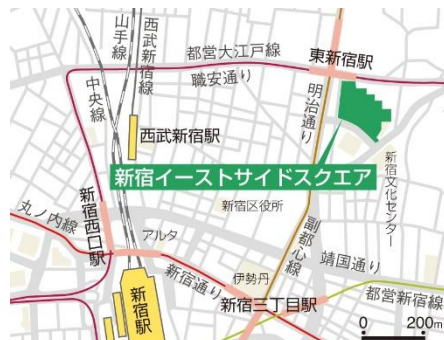 山手線
西武新宿線
都営大江戸線
東新宿駅
中央線
職安通り
明治通り
西武新宿駅
新宿イーストサイドスクエア
新宿区役所
新宿文化センター
丸ノ内線
新宿西口駅
アルタ
副都心線
靖国通り
新宿通り
伊勢丹
新宿駅
新宿三丁目駅
都営新宿線
0 200m